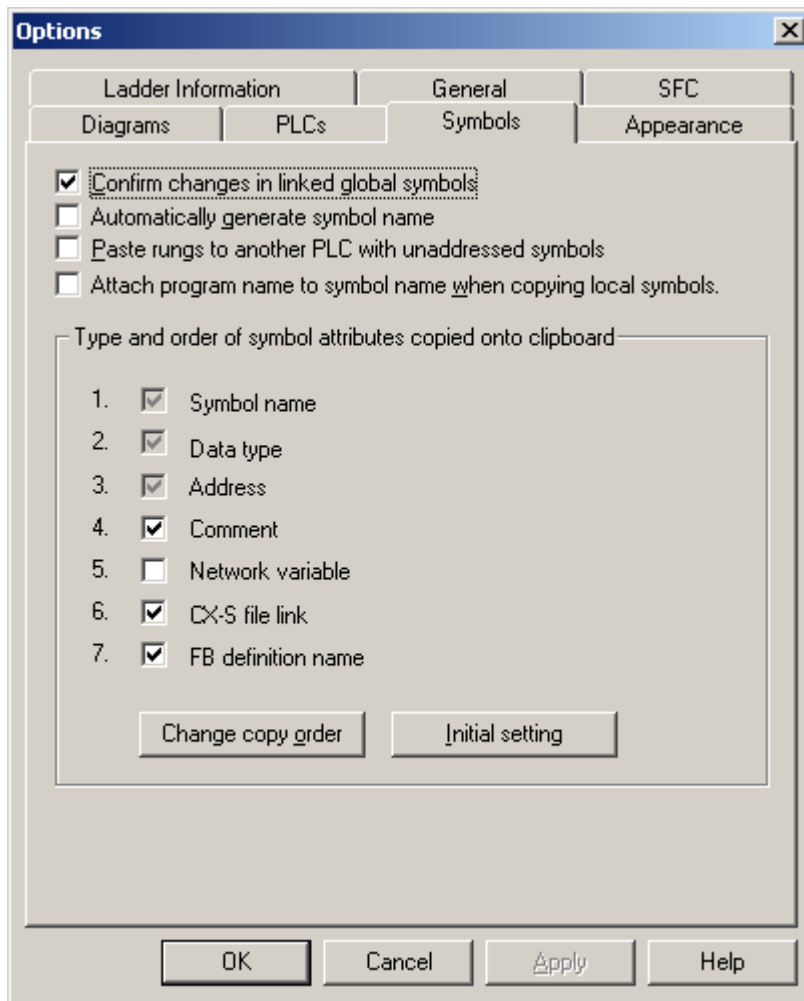 Options
Ladder Information General SFC
Diagrams PLCs Symbols Appearance
Confirm changes in linked global symbols
Automatically generate symbol name
Paste rungs to another PLC with unaddressed symbols
Attach program name to symbol name when copying local symbols.
Type and order of symbol attributes copied onto clipboard
1. Symbol name
2. Data type
3. Address
4. Comment
5. Network variable
6. CX-S file link
7. FB definition name
Change copy order Initial setting
OK Cancel Apply Help